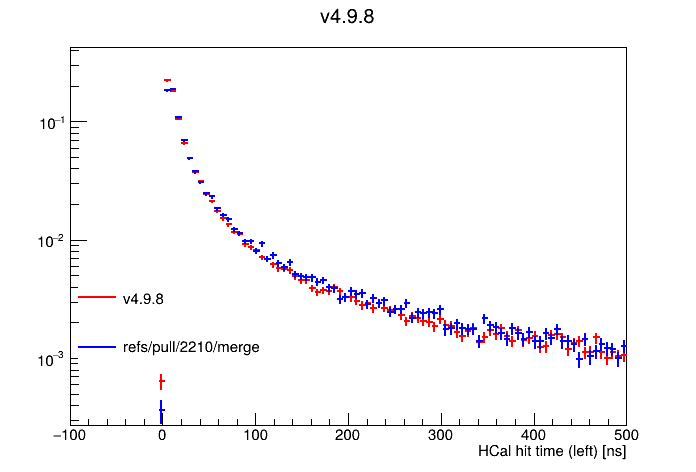 v4.9.8
10⁻¹
10⁻²
10⁻³
v4.9.8
refs/pull/2210/merge
−100 0 100 200 300 400 500
HCal hit time (left) [ns]